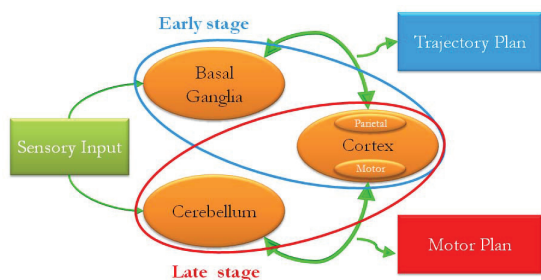 Early stage
Trajectory Plan
Basal
Ganglia
Parietal
Sensory Input
Cortex
Motor
Cerebellum
Motor Plan
Late stage